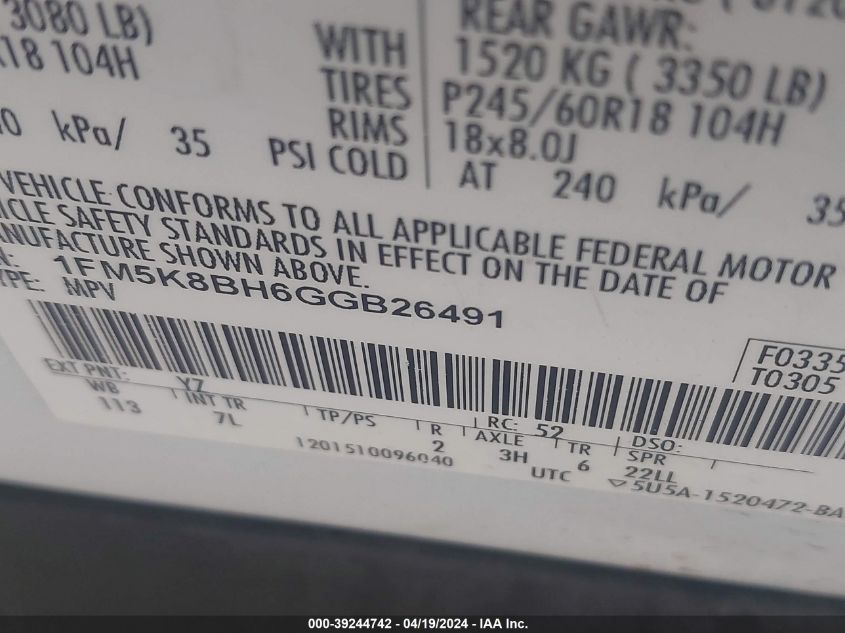 3080 LB)
R18 104H
kPa/ 35
WITH
TIRES
RIMS
PSI COLD
REAR GAWR:
1520 KG ( 3350 LB)
P245/60R18 104H
18x8.0J
AT 240 kPa/ 35
VEHICLE CONFORMS TO ALL APPLICABLE FEDERAL MOTOR
SAFETY STANDARDS IN EFFECT ON THE DATE OF
SHOWN ABOVE.
1FM5K8BH6GGB26491
TYPE: MPV
F0335
T0305
EXT PNT: YZ RC: 52 DSO:
WB INT TR TP/PS R AXLE TR SPR
113 7L 2 3H 6 22LL
1201510096040 UTC ▽5U5A-1520472-BA
000-39244742 - 04/19/2024 - IAA Inc.